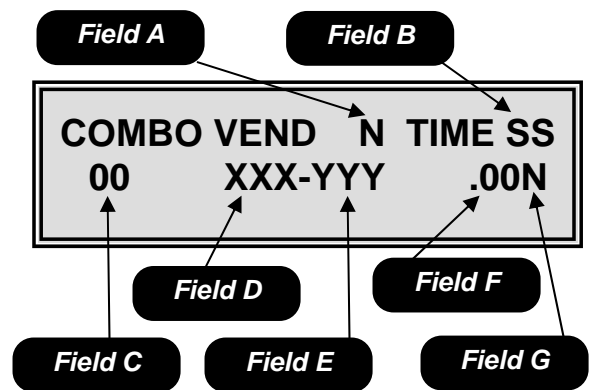 Field A
Field B
COMBO VEND N TIME SS
00 XXX-YYY .00N
Field D
Field F
Field C
Field E
Field G